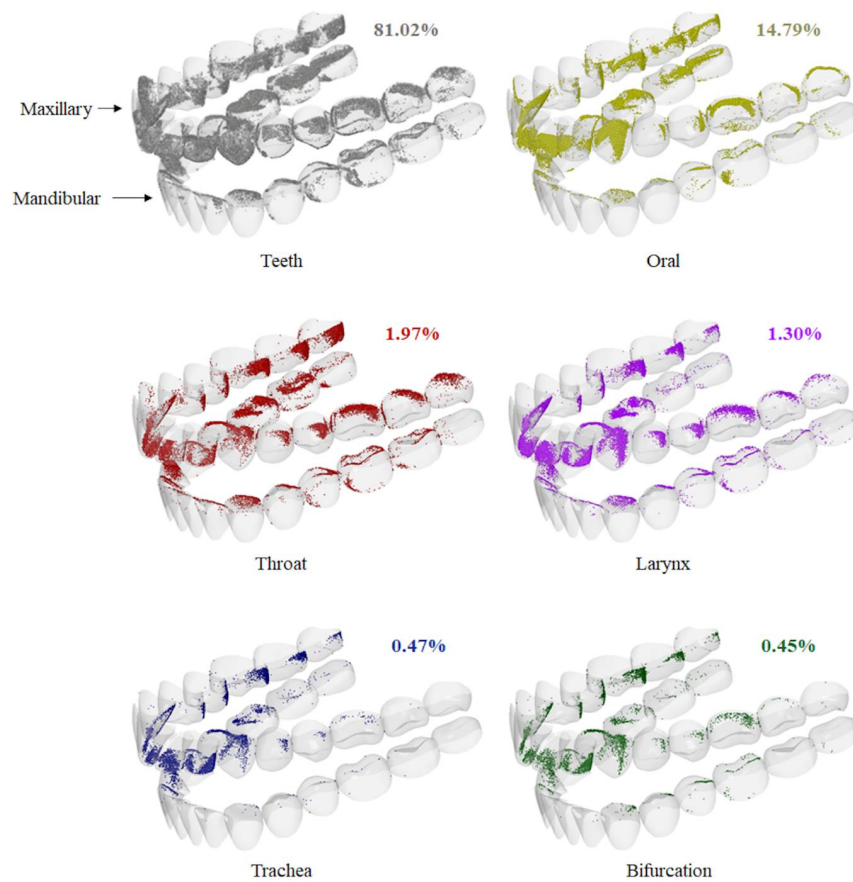 81.02%
14.79%
Maxillary
Mandibular
Teeth
Oral
1.97%
1.30%
Throat
Larynx
0.47%
0.45%
Trachea
Bifurcation